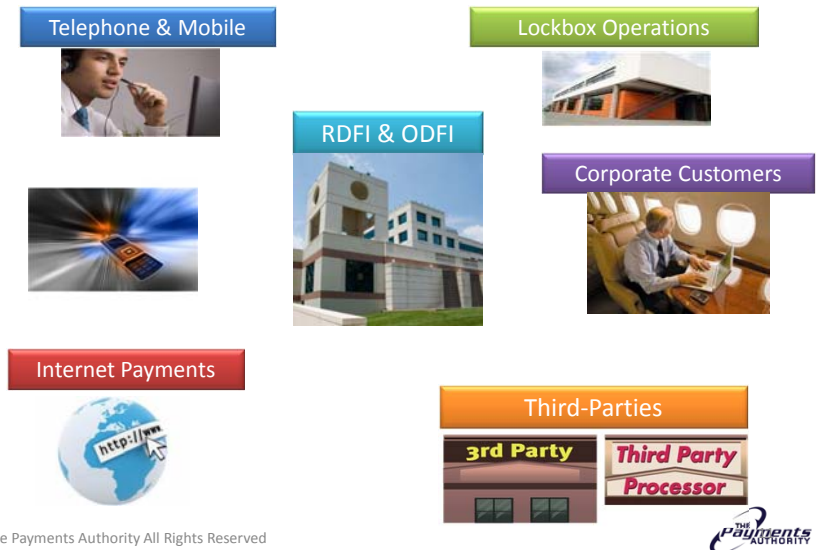 Telephone & Mobile
Lockbox Operations
RDFI & ODFI
Corporate Customers
Internet Payments
http://www.
Third-Parties
3rd Party
Third Party
Processor
e Payments Authority All Rights Reserved
THE
Payments
AUTHORITY